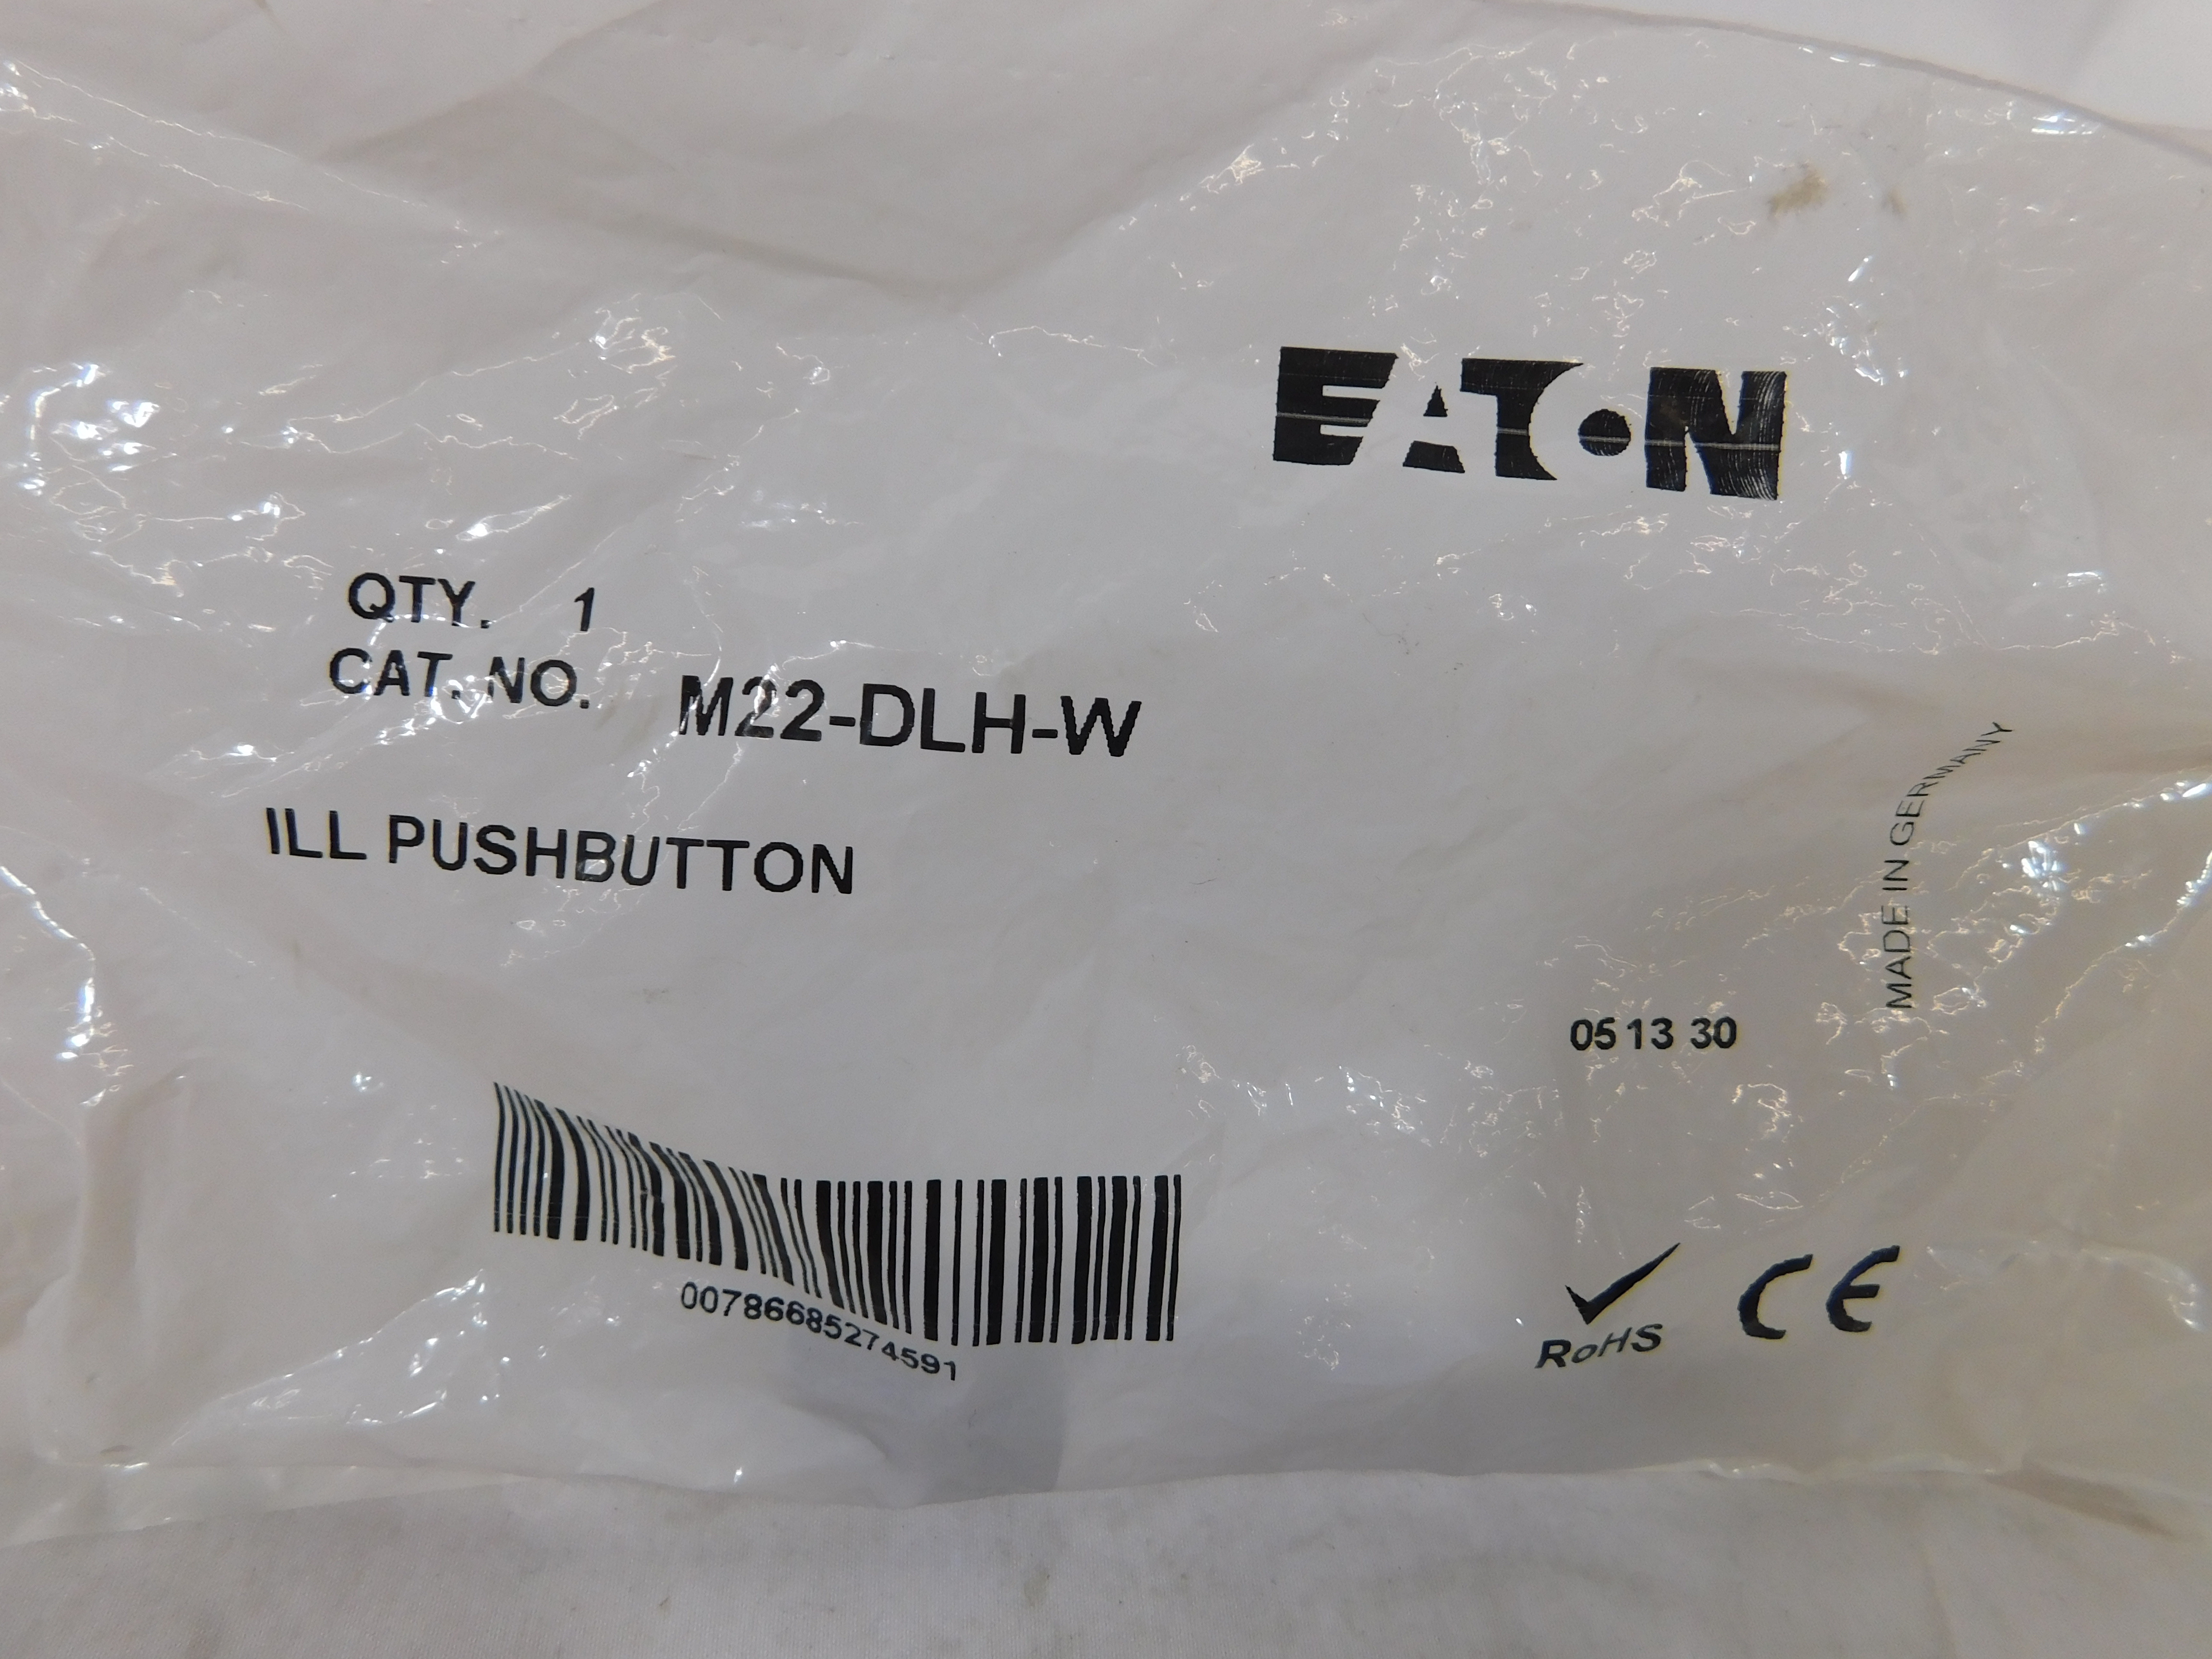 EATON
QTY. 1
CAT. NO. M22-DLH-W
ILL PUSHBUTTON
MADE IN GERMANY
05 13 30
00786685274591
RoHS CE